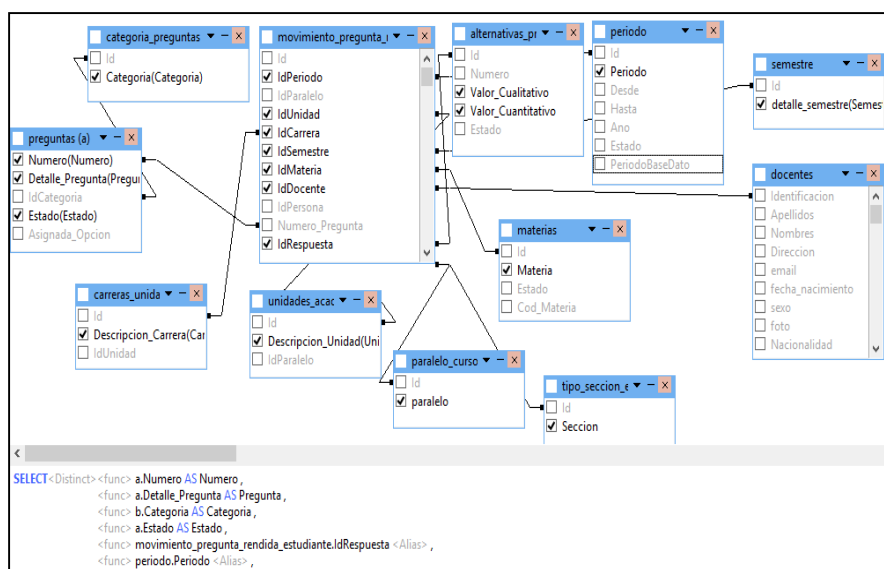 categoria_preguntas
Id
Categoria(Categoria)
movimiento_pregunta_r
Id
IdPeriodo
IdParalelo
IdUnidad
IdCarrera
IdSemestre
IdMateria
IdDocente
IdPersona
Numero_Pregunta
IdRespuesta
alternativas_pr
Id
Numero
Valor_Cualitativo
Valor_Cuantitativo
Estado
periodo
Id
Periodo
Desde
Hasta
Ano
Estado
PeriodoBaseDato
semestre
Id
detalle_semestre(Semest
preguntas (a)
Numero(Numero)
Detalle_Pregunta(Pregun
IdCategoria
Estado(Estado)
Asignada_Opcion
docentes
Identificacion
Apellidos
Nombres
Direccion
email
fecha_nacimiento
sexo
foto
Nacionalidad
materias
Id
Materia
Estado
Cod_Materia
carreras_unida
Id
Descripcion_Carrera(Car
IdUnidad
unidades_acac
Id
Descripcion_Unidad(Uni
IdParalelo
paralelo_curso
Id
paralelo
tipo_seccion_e
Id
Seccion
SELECT <Distinct> <func> a.Numero AS Numero ,
<func> a.Detalle_Pregunta AS Pregunta ,
<func> b.Categoria AS Categoria ,
<func> a.Estado AS Estado ,
<func> movimiento_pregunta_rendida_estudiante.IdRespuesta <Alias> ,
<func> periodo.Periodo <Alias> ,